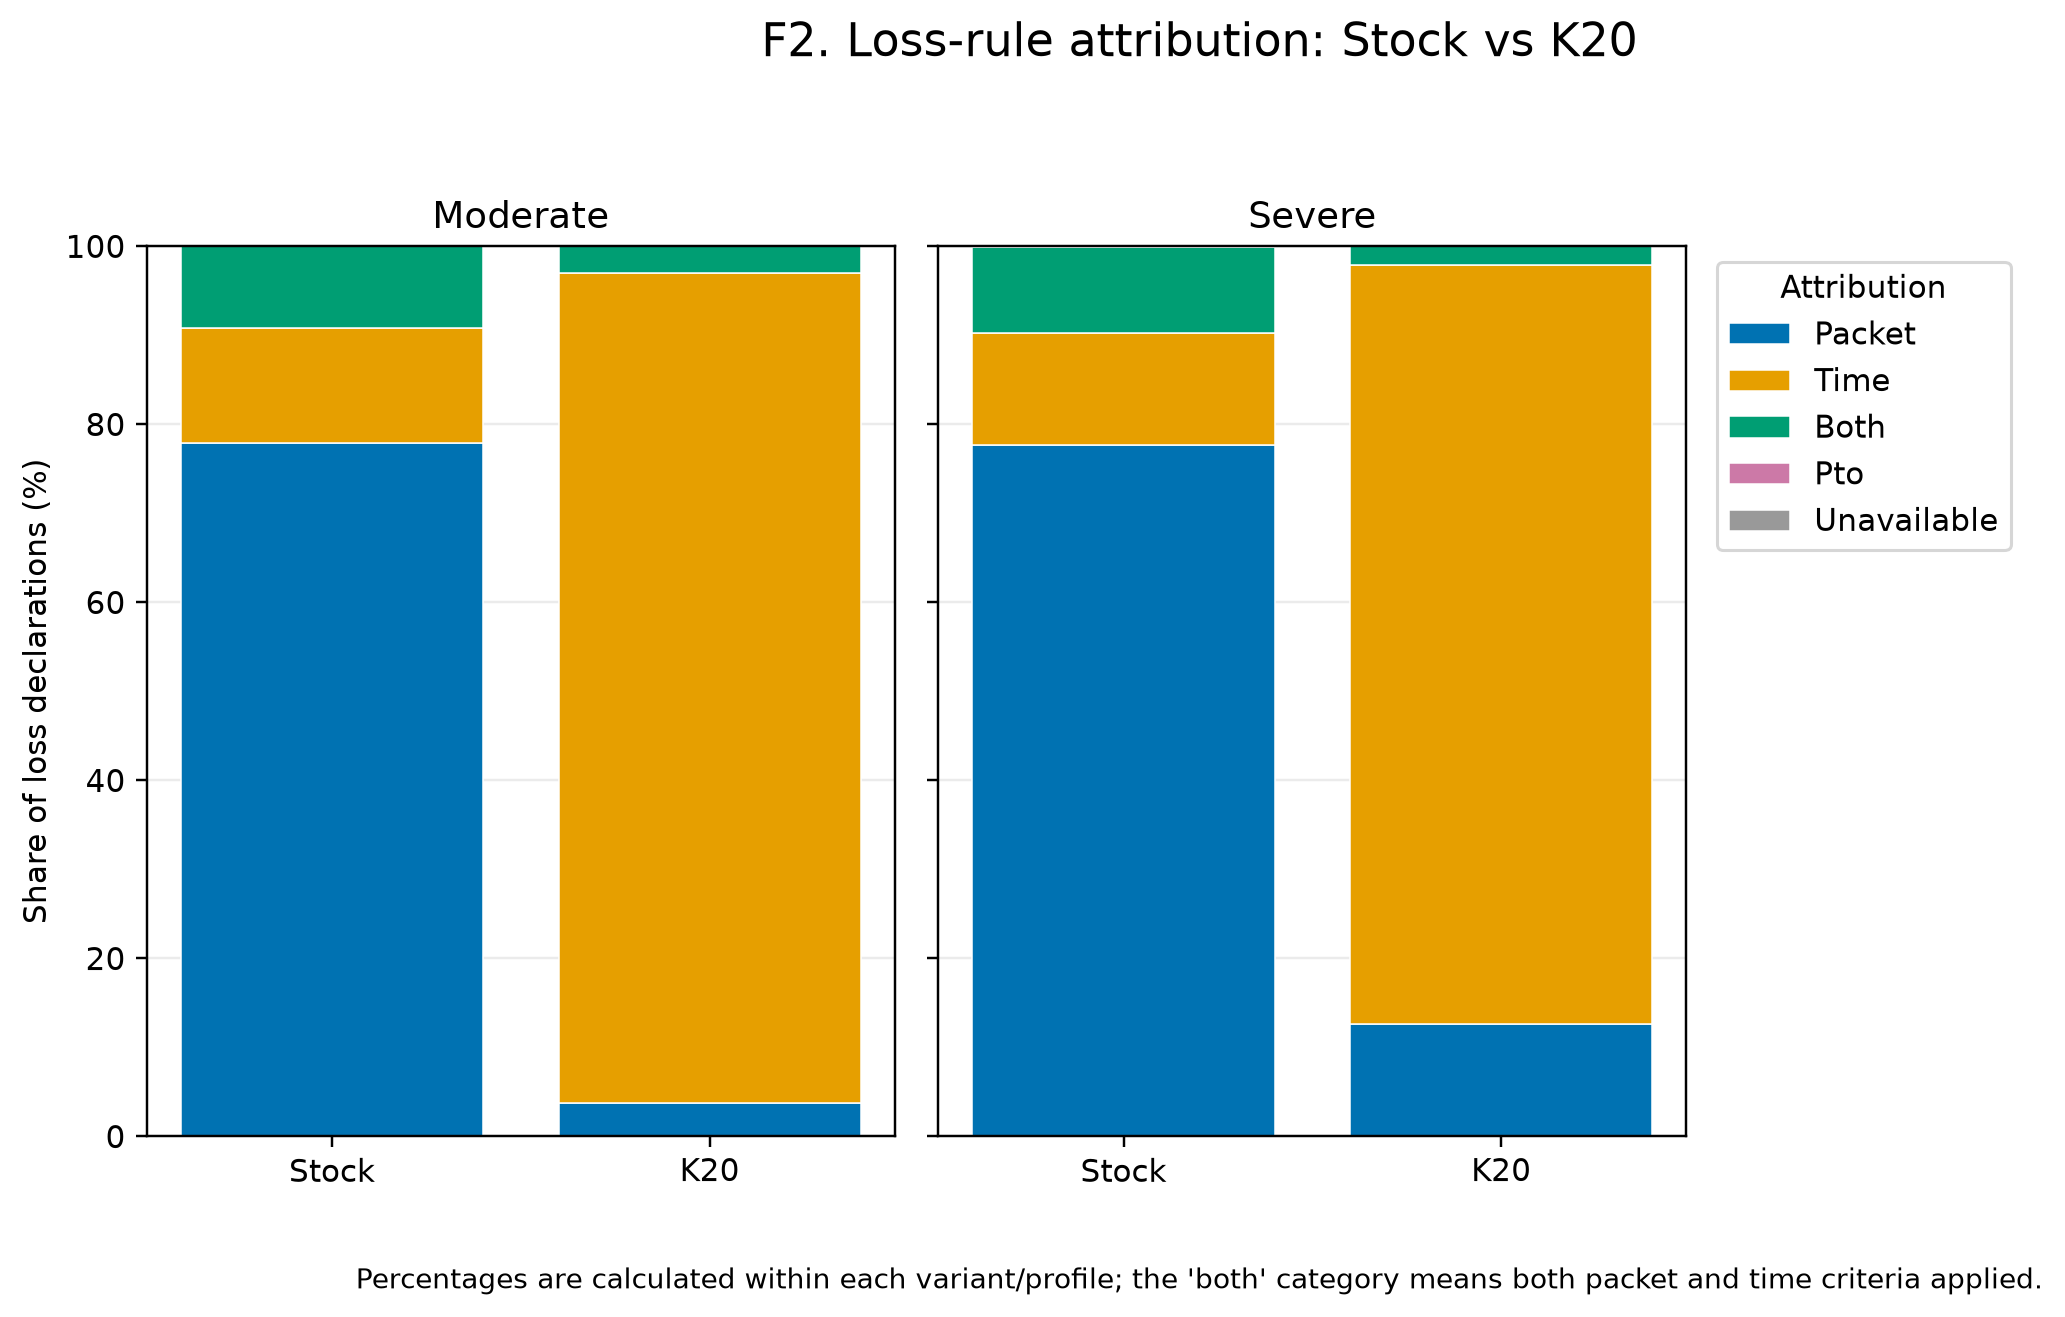 F2. Loss-rule attribution: Stock vs K20
Moderate
Severe
Share of loss declarations (%)
100
80
60
40
20
0
Stock
K20
Stock
K20
Attribution
Packet
Time
Both
Pto
Unavailable
Percentages are calculated within each variant/profile; the 'both' category means both packet and time criteria applied.